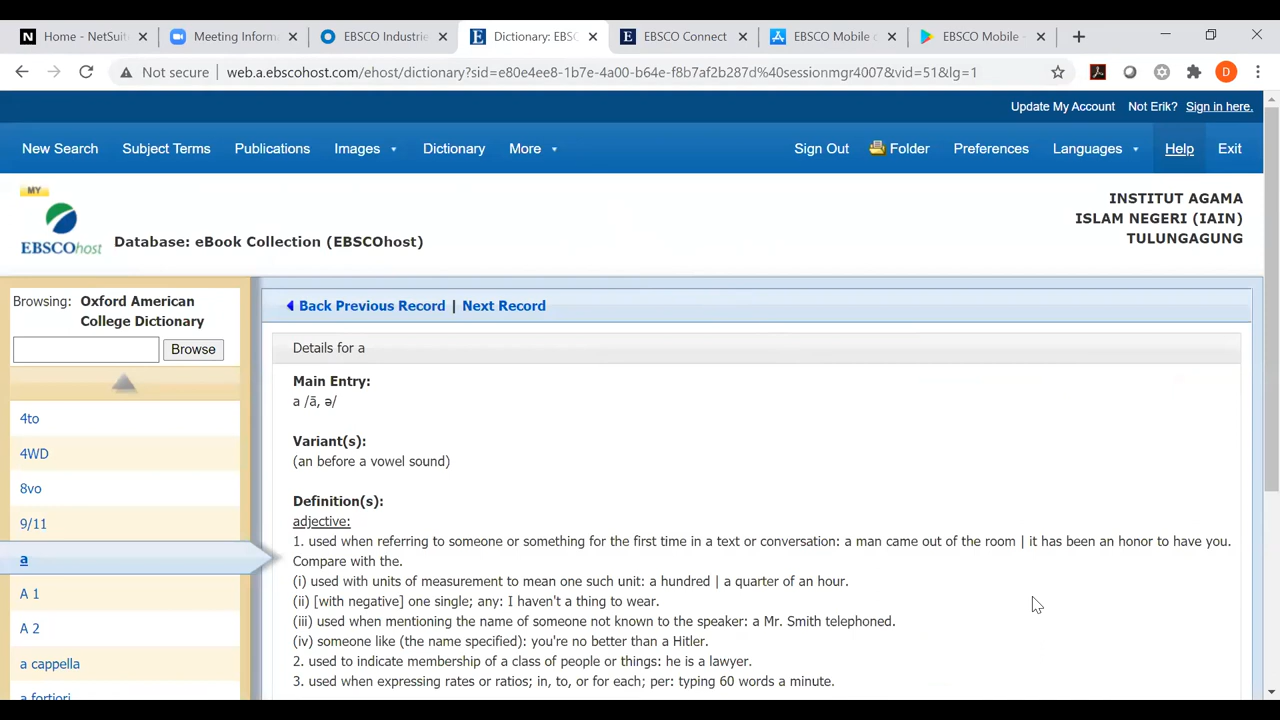 Home - NetSuit
Meeting Informa
EBSCO Industrie
Dictionary: EBSC
EBSCO Connect
EBSCO Mobile o
EBSCO Mobile -
Not secure
web.a.ebscohost.com/ehost/dictionary?sid=e80e4ee8-1b7e-4a00-b64e-f8b7af2b287d%40sessionmgr4007&vid=51&lg=1
D
Update My Account Not Erik? Sign in here.
New Search Subject Terms Publications Images Dictionary More Sign Out Folder Preferences Languages Help Exit
MY
EBSCOhost
Database: eBook Collection (EBSCOhost)
INSTITUT AGAMA
ISLAM NEGERI (IAIN)
TULUNGAGUNG
Browsing: Oxford American
College Dictionary
Browse
4to
4WD
8vo
9/11
a
A 1
A 2
a cappella
a fortiori
Back Previous Record | Next Record
Details for a
Main Entry:
a /ā, ə/
Variant(s):
(an before a vowel sound)
Definition(s):
adjective:
1. used when referring to someone or something for the first time in a text or conversation: a man came out of the room | it has been an honor to have you.
Compare with the.
(i) used with units of measurement to mean one such unit: a hundred | a quarter of an hour.
(ii) [with negative] one single; any: I haven't a thing to wear.
(iii) used when mentioning the name of someone not known to the speaker: a Mr. Smith telephoned.
(iv) someone like (the name specified): you're no better than a Hitler.
2. used to indicate membership of a class of people or things: he is a lawyer.
3. used when expressing rates or ratios; in, to, or for each; per: typing 60 words a minute.